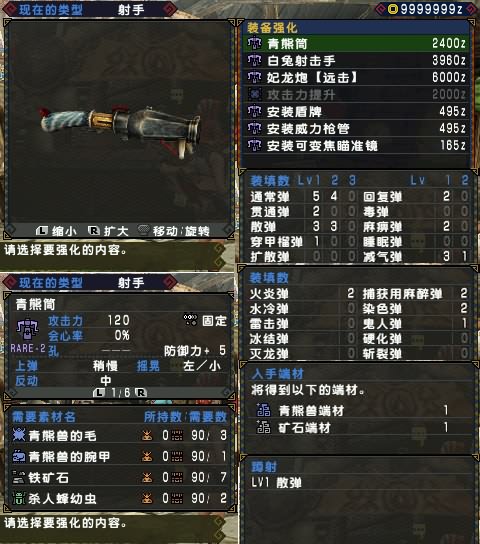 现在的类型 射手
9999999z
装备强化
青熊筒 2400z
白兔射击手 3960z
妃龙炮【远击】 6000z
攻击力提升 2000z
安装盾牌 495z
安装威力枪管 495z
安装可变焦瞄准镜 165z
L 缩小 R 扩大 移动/旋转
请选择要强化的内容。
装填数 Lv1 2 3 Lv 1 2
通常弹 5 4 0 回复弹 2 0
贯通弹 2 0 0 毒弹 0 0
散弹 3 3 0 麻痹弹 2 0
穿甲榴弹 1 0 0 睡眠弹 0 0
扩散弹 0 0 0 减气弹 3 1
现在的类型 射手
青熊筒
攻击力 120 固定
会心率 0%
RARE-2 孔 --- 防御力+ 5
上弹 稍慢 摇晃 左/小
反动 中
L 1/6 R
需要素材名 所持数:需要数
青熊兽的毛 0 90/ 3
青熊兽的腕甲 0 90/ 1
铁矿石 0 90/ 7
杀人蜂幼虫 0 90/ 2
请选择要强化的内容。
装填数
火炎弹 2 捕获用麻醉弹 2
水冷弹 0 染色弹 2
雷击弹 0 鬼人弹 1
冰结弹 0 硬化弹 0
灭龙弹 0 斩裂弹 0
入手端材
将得到以下的端材。
青熊兽端材 1
矿石端材 1
蹲射
LV1 散弹